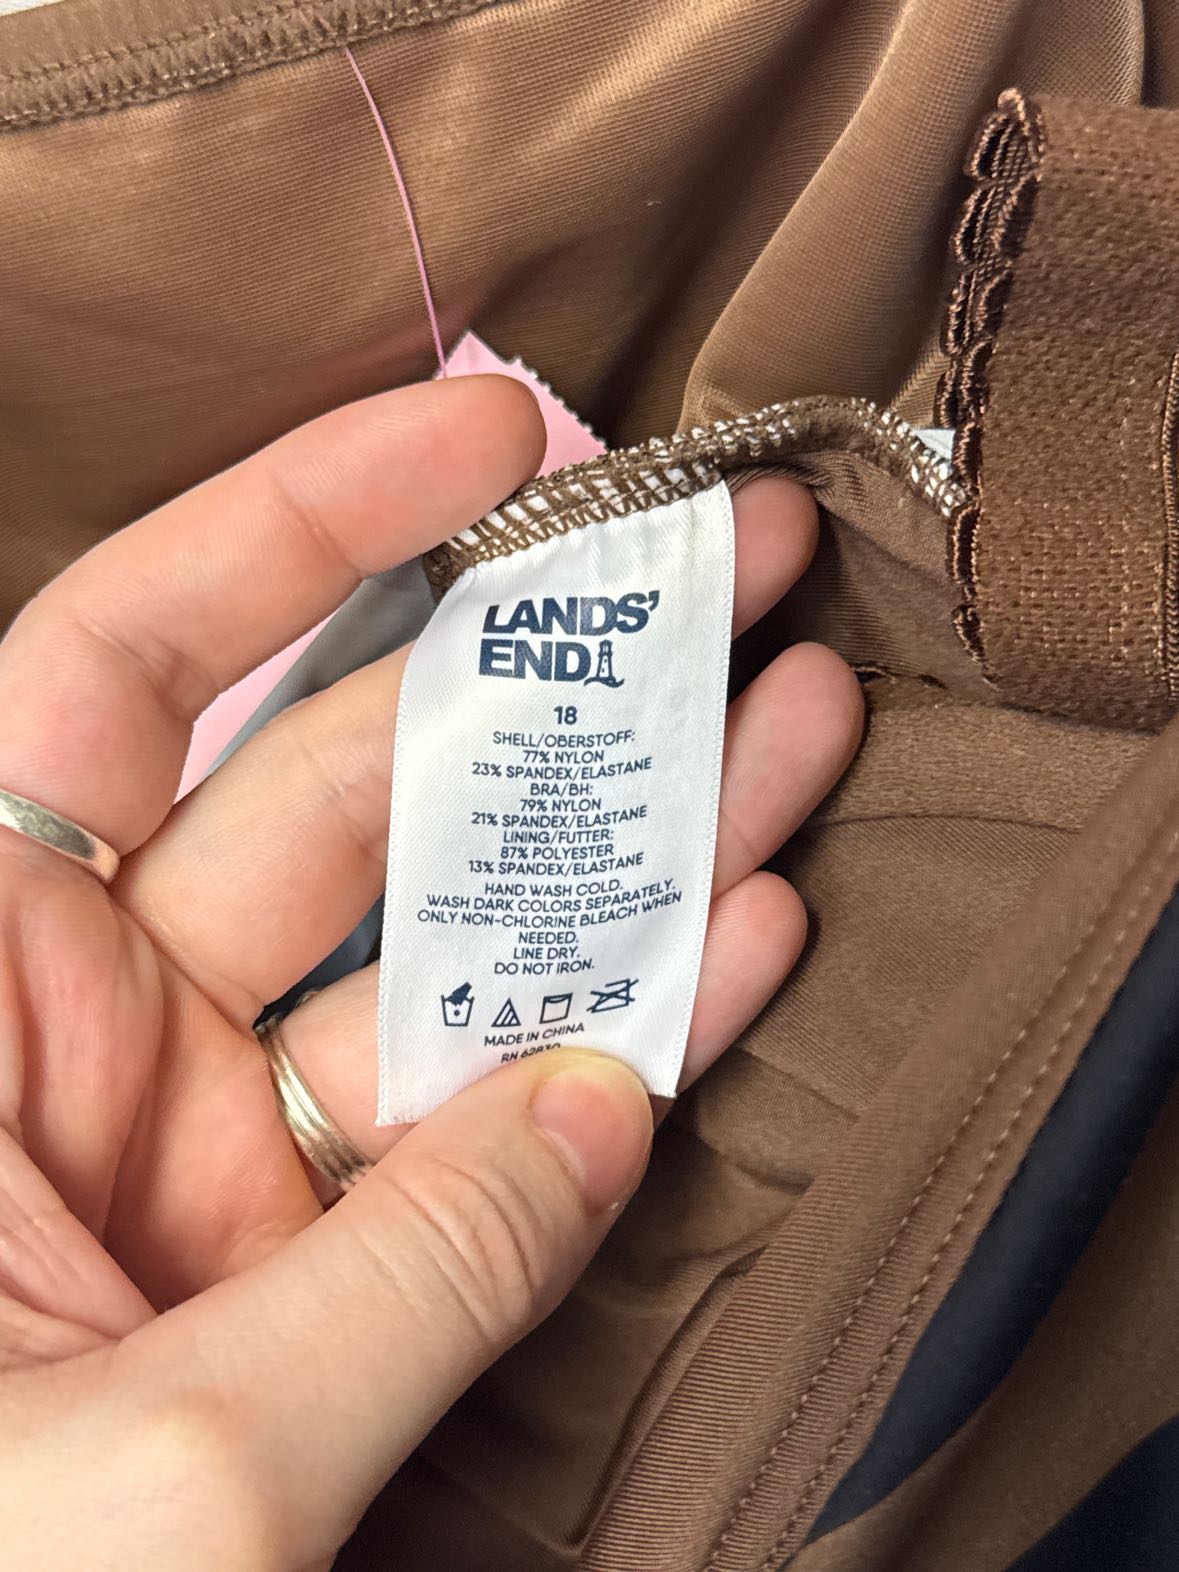 LANDS'
END
18
SHELL/OBERSTOFF:
77% NYLON
23% SPANDEX/ELASTANE
BRA/BH:
79% NYLON
21% SPANDEX/ELASTANE
LINING/FUTTER:
87% POLYESTER
13% SPANDEX/ELASTANE
HAND WASH COLD.
WASH DARK COLORS SEPARATELY.
ONLY NON-CHLORINE BLEACH WHEN
NEEDED.
LINE DRY.
DO NOT IRON.
MADE IN CHINA
RN 62830